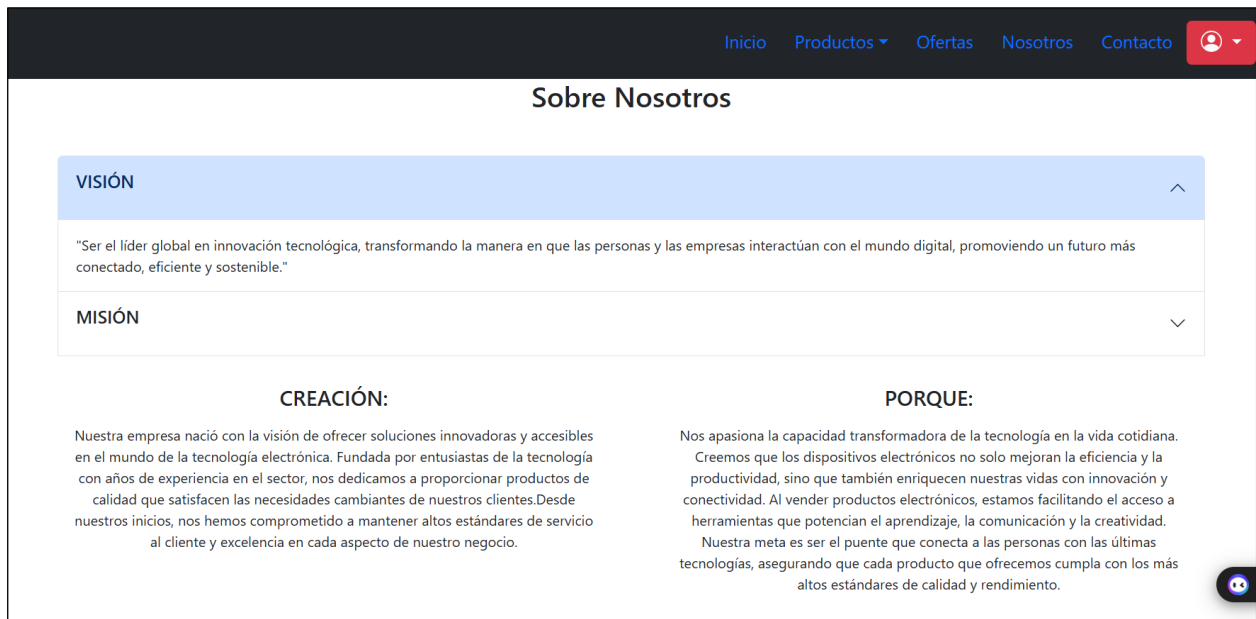 Inicio Productos Ofertas Nosotros Contacto
Sobre Nosotros
VISIÓN
"Ser el líder global en innovación tecnológica, transformando la manera en que las personas y las empresas interactúan con el mundo digital, promoviendo un futuro más
conectado, eficiente y sostenible."
MISIÓN
CREACIÓN:
Nuestra empresa nació con la visión de ofrecer soluciones innovadoras y accesibles
en el mundo de la tecnología electrónica. Fundada por entusiastas de la tecnología
con años de experiencia en el sector, nos dedicamos a proporcionar productos de
calidad que satisfacen las necesidades cambiantes de nuestros clientes.Desde
nuestros inicios, nos hemos comprometido a mantener altos estándares de servicio
al cliente y excelencia en cada aspecto de nuestro negocio.
PORQUE:
Nos apasiona la capacidad transformadora de la tecnología en la vida cotidiana.
Creemos que los dispositivos electrónicos no solo mejoran la eficiencia y la
productividad, sino que también enriquecen nuestras vidas con innovación y
conectividad. Al vender productos electrónicos, estamos facilitando el acceso a
herramientas que potencian el aprendizaje, la comunicación y la creatividad.
Nuestra meta es ser el puente que conecta a las personas con las últimas
tecnologías, asegurando que cada producto que ofrecemos cumpla con los más
altos estándares de calidad y rendimiento.